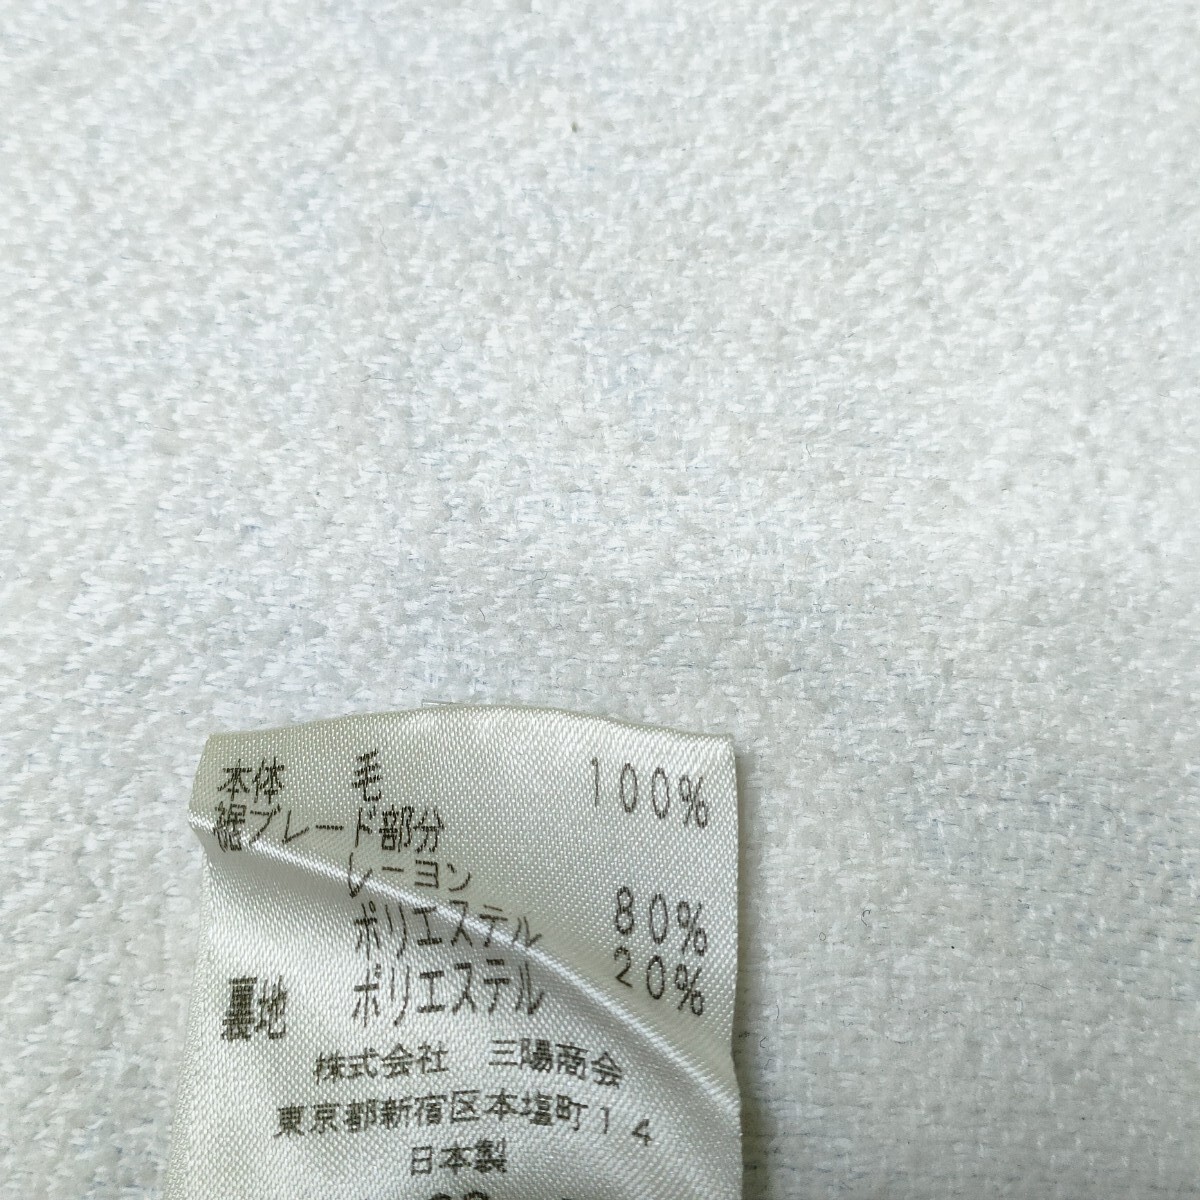 本体　毛　100%
裾ブレード部分
レーヨン　80%
ポリエステル　20%
裏地　ポリエステル
株式会社　三陽商会
東京都新宿区本塩町14
日本製